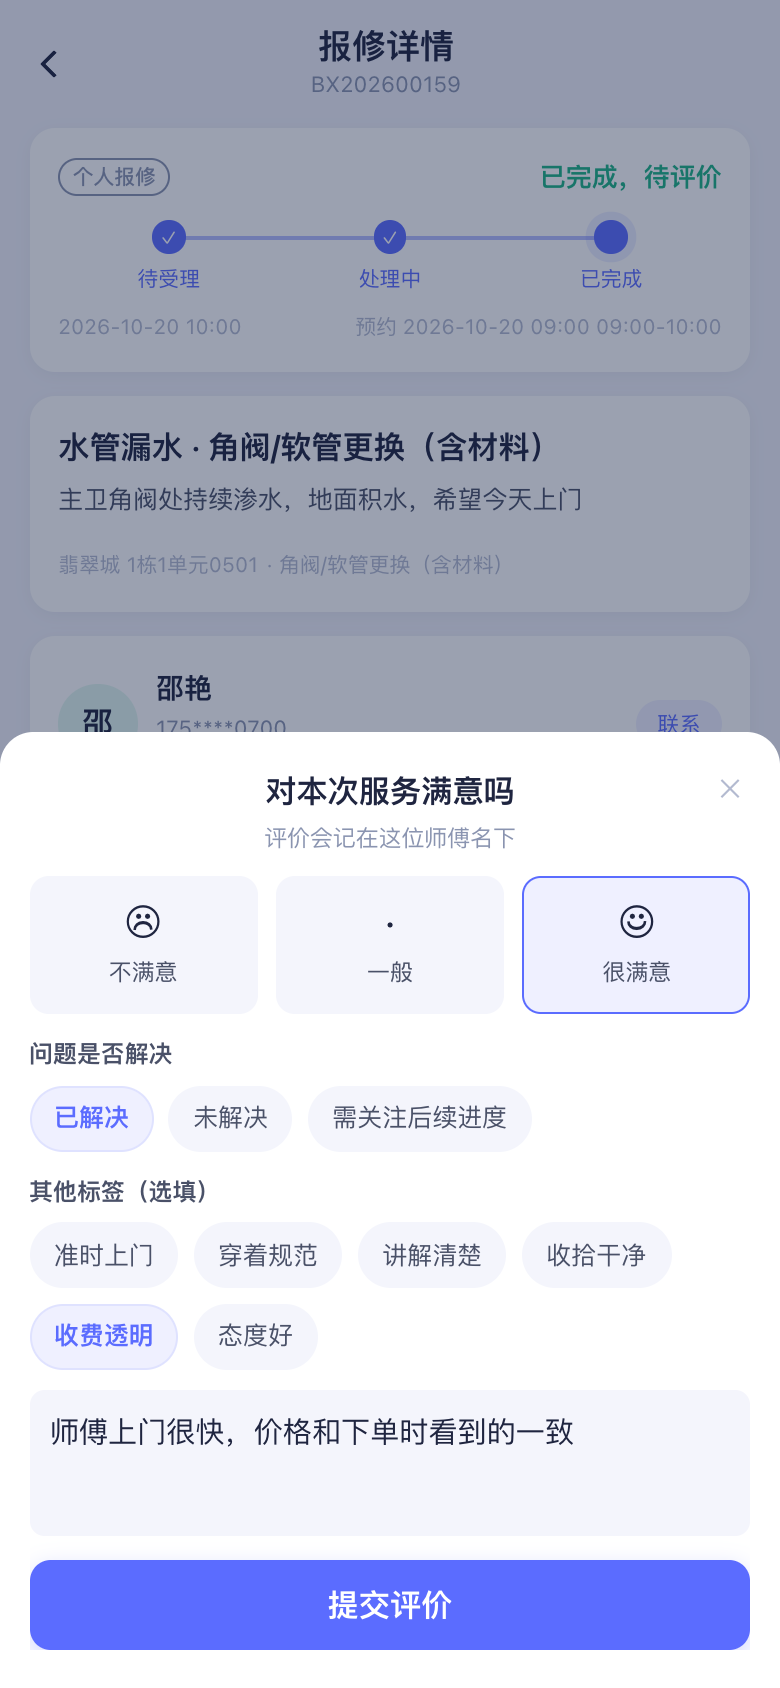 报修详情
BX202600159
个人报修
已完成，待评价
待受理
处理中
已完成
2026-10-20 10:00
预约 2026-10-20 09:00 09:00-10:00
水管漏水 · 角阀/软管更换（含材料）
主卫角阀处持续渗水，地面积水，希望今天上门
翡翠城 1栋1单元0501 · 角阀/软管更换（含材料）
邵
邵艳
175****0700
联系
对本次服务满意吗
评价会记在这位师傅名下
不满意
一般
很满意
问题是否解决
已解决
未解决
需关注后续进度
其他标签（选填）
准时上门
穿着规范
讲解清楚
收拾干净
收费透明
态度好
师傅上门很快，价格和下单时看到的一致
提交评价